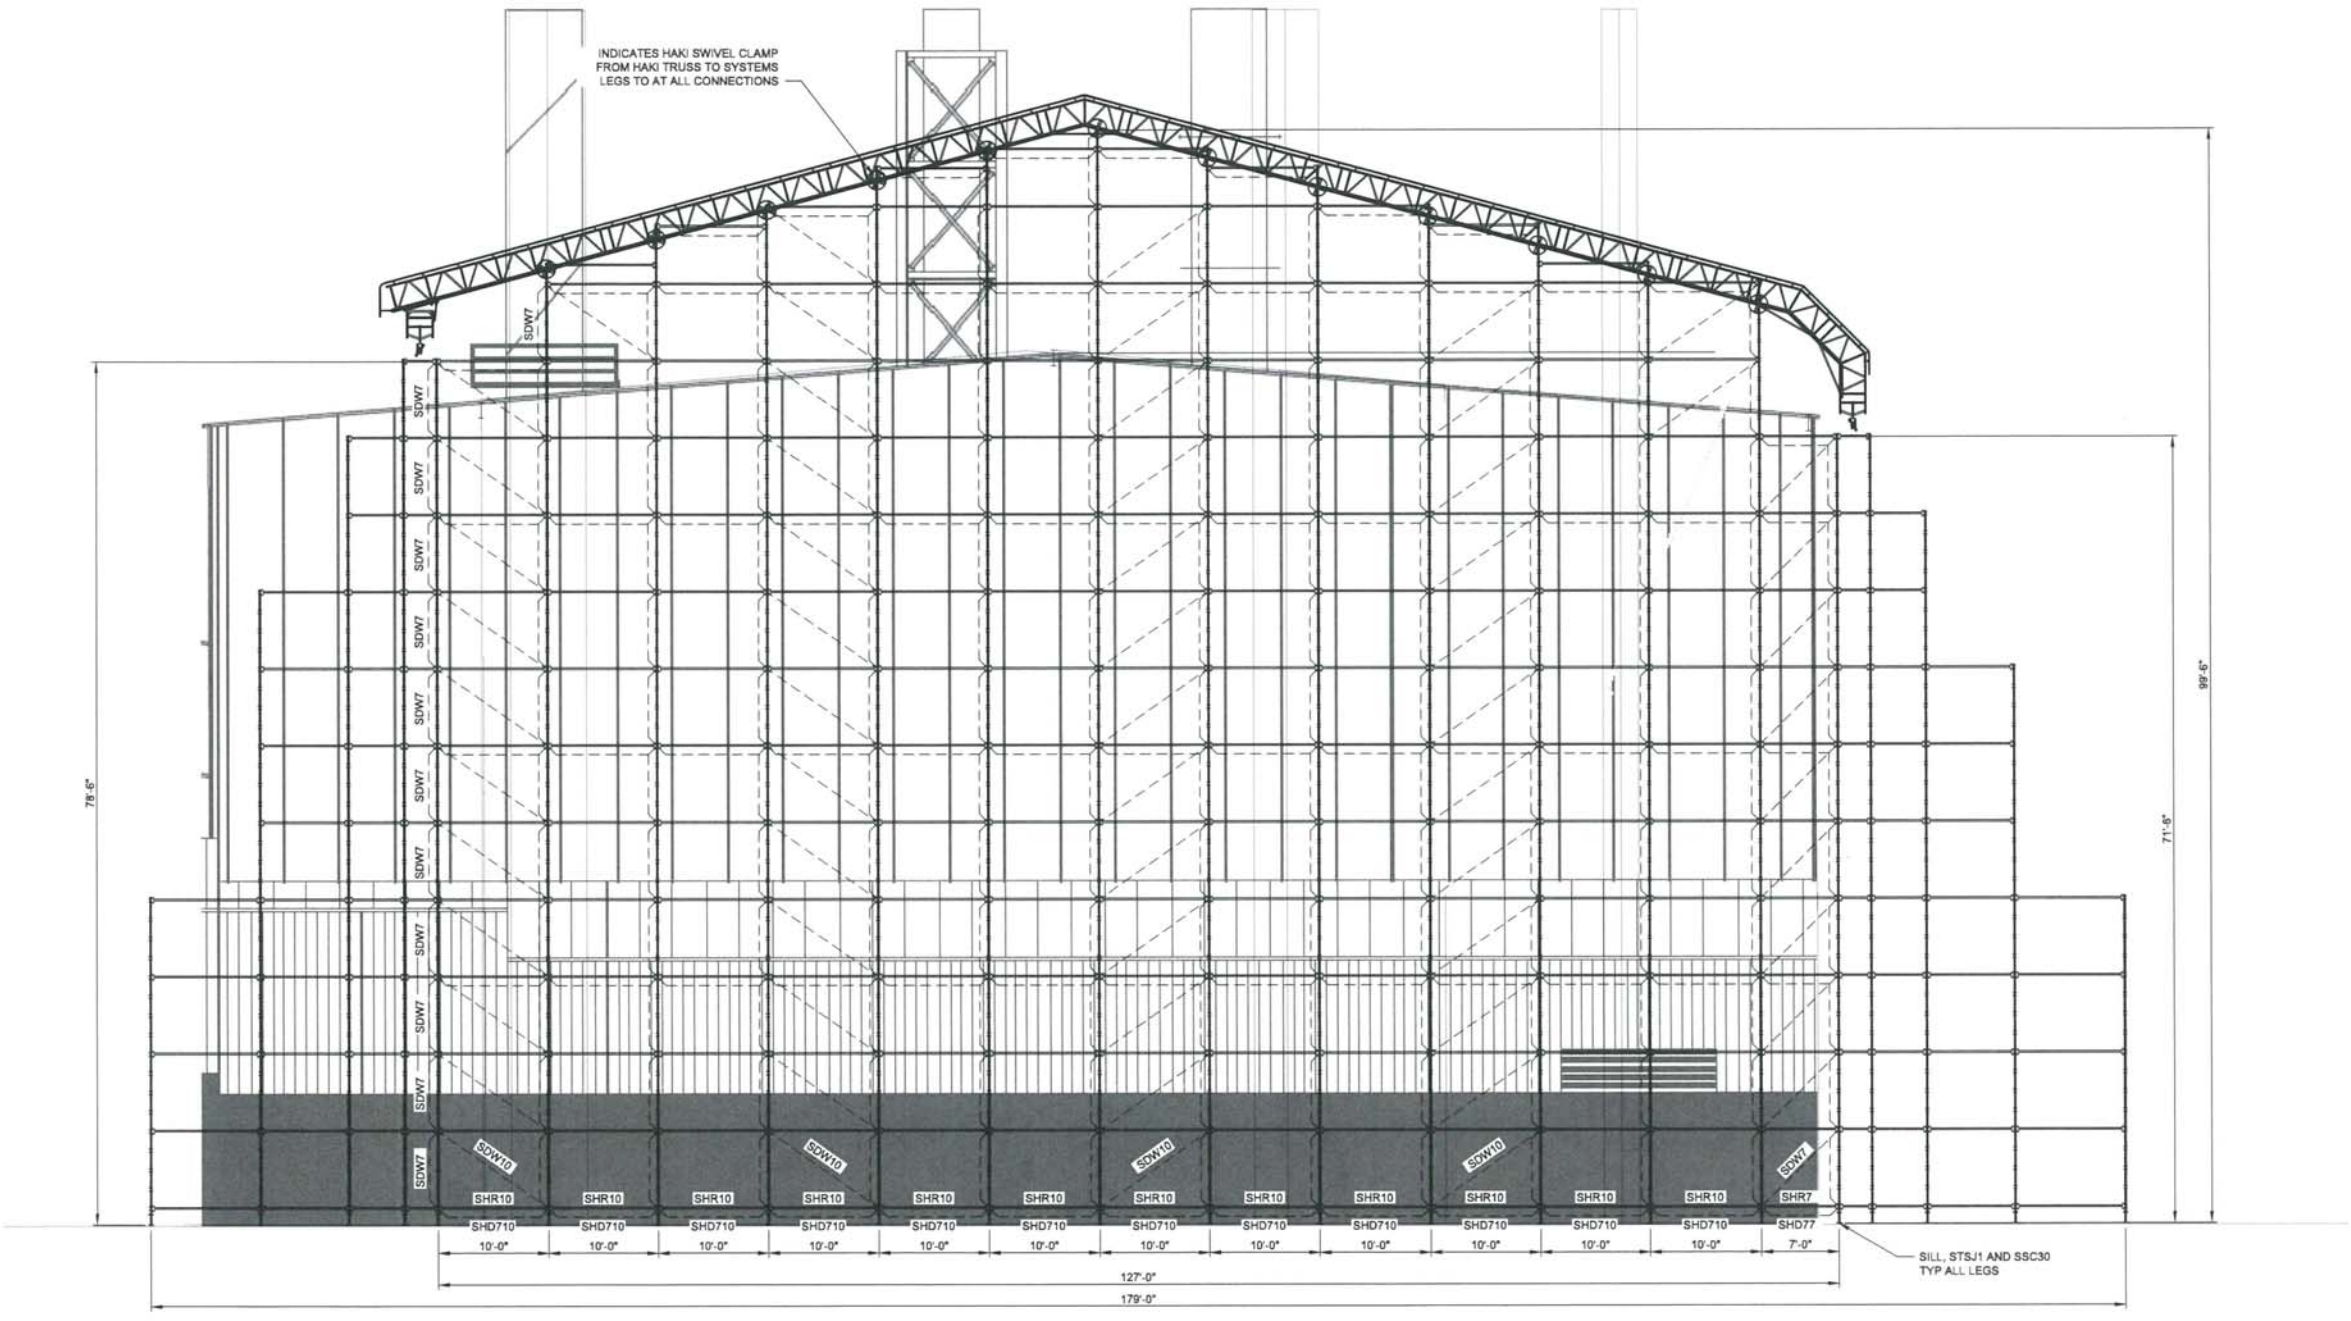 INDICATES HAKI SWIVEL CLAMP
FROM HAKI TRUSS TO SYSTEMS
LEGS TO AT ALL CONNECTIONS
SDW7
SDW7
SDW7
SDW7
SDW7
SDW7
SDW7
SDW7
SDW7
SDW7
SDW7
SDW7
78'-6"
99'-6"
71'-6"
SDW10
SDW10
SDW10
SDW10
SDW7
SHR10 SHR10 SHR10 SHR10 SHR10 SHR10 SHR10 SHR10 SHR10 SHR10 SHR10 SHR10 SHR7
SHD710 SHD710 SHD710 SHD710 SHD710 SHD710 SHD710 SHD710 SHD710 SHD710 SHD710 SHD710 SHD77
10'-0" 10'-0" 10'-0" 10'-0" 10'-0" 10'-0" 10'-0" 10'-0" 10'-0" 10'-0" 10'-0" 10'-0" 7'-0"
SILL, STSJ1 AND SSC30
TYP ALL LEGS
127'-0"
179'-0"